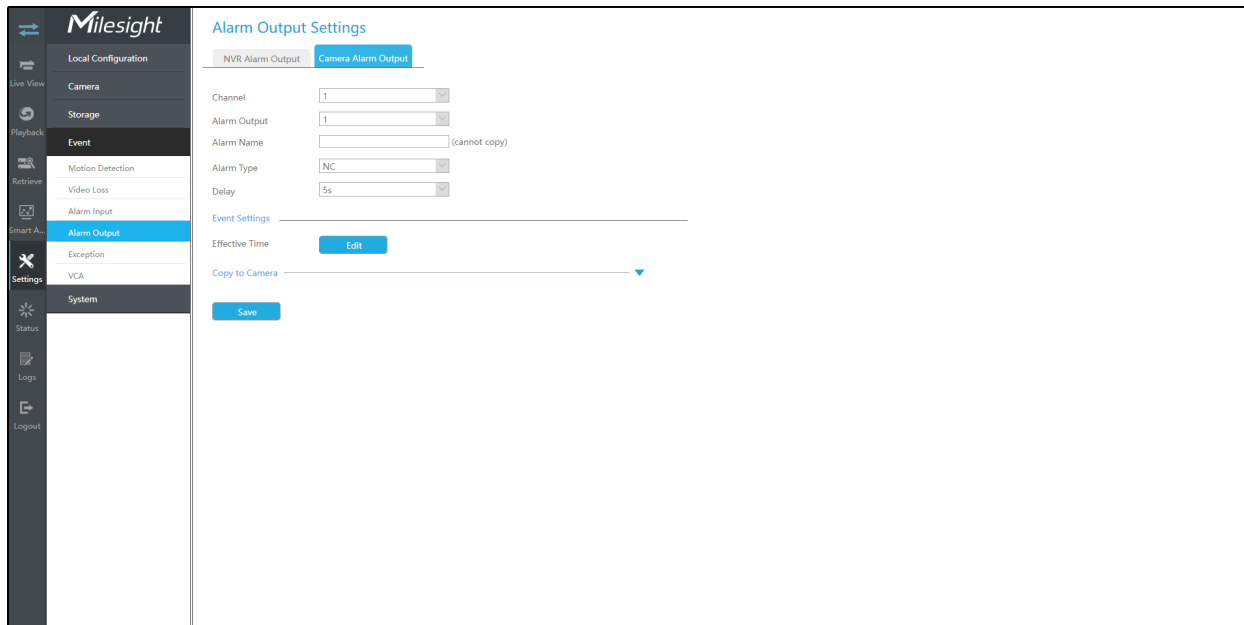 Milesight
Live View
Playback
Retrieve
Smart A...
Settings
Status
Logs
Logout
Local Configuration
Camera
Storage
Event
Motion Detection
Video Loss
Alarm Input
Alarm Output
Exception
VCA
System
Alarm Output Settings
NVR Alarm Output
Camera Alarm Output
Channel 1
Alarm Output 1
Alarm Name (cannot copy)
Alarm Type NC
Delay 5s
Event Settings
Effective Time Edit
Copy to Camera
Save